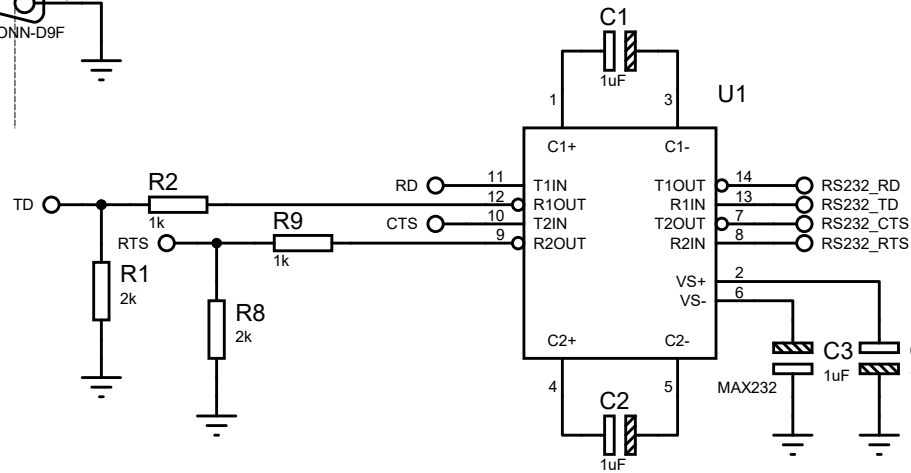 ONN-D9F
C1
1uF
1
3
U1
C1+
C1-
RD
11
T1IN
T1OUT
14
RS232_RD
TD
R2
1k
12
R1OUT
R1IN
13
RS232_TD
CTS
10
T2IN
T2OUT
7
RS232_CTS
RTS
R9
1k
9
R2OUT
R2IN
8
RS232_RTS
R1
2k
VS+
2
VS-
6
R8
2k
C2+
C2-
C3
1uF
4
5
MAX232
C2
1uF